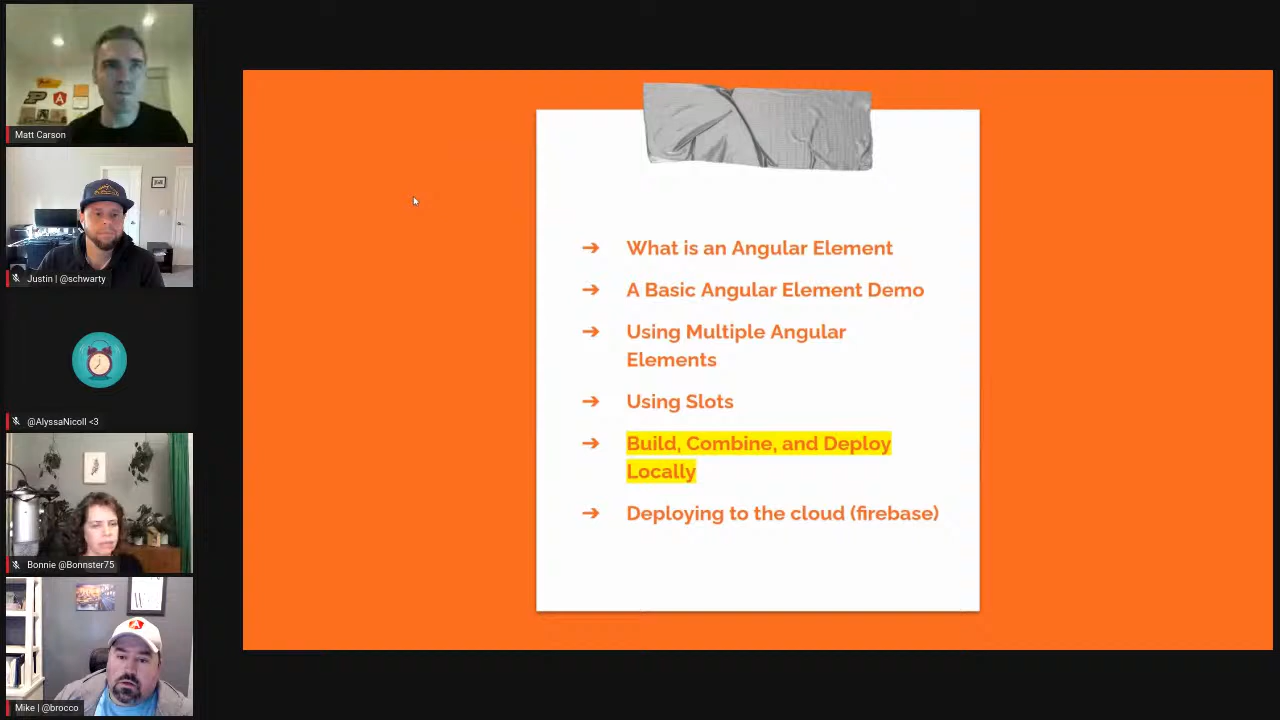 Matt Carson
Justin | @schwarty
@AlyssaNicoll <3
Bonnie @Bonnster75
Mike | @brocco
➔ What is an Angular Element
➔ A Basic Angular Element Demo
➔ Using Multiple Angular
Elements
➔ Using Slots
➔ Build, Combine, and Deploy
Locally
➔ Deploying to the cloud (firebase)